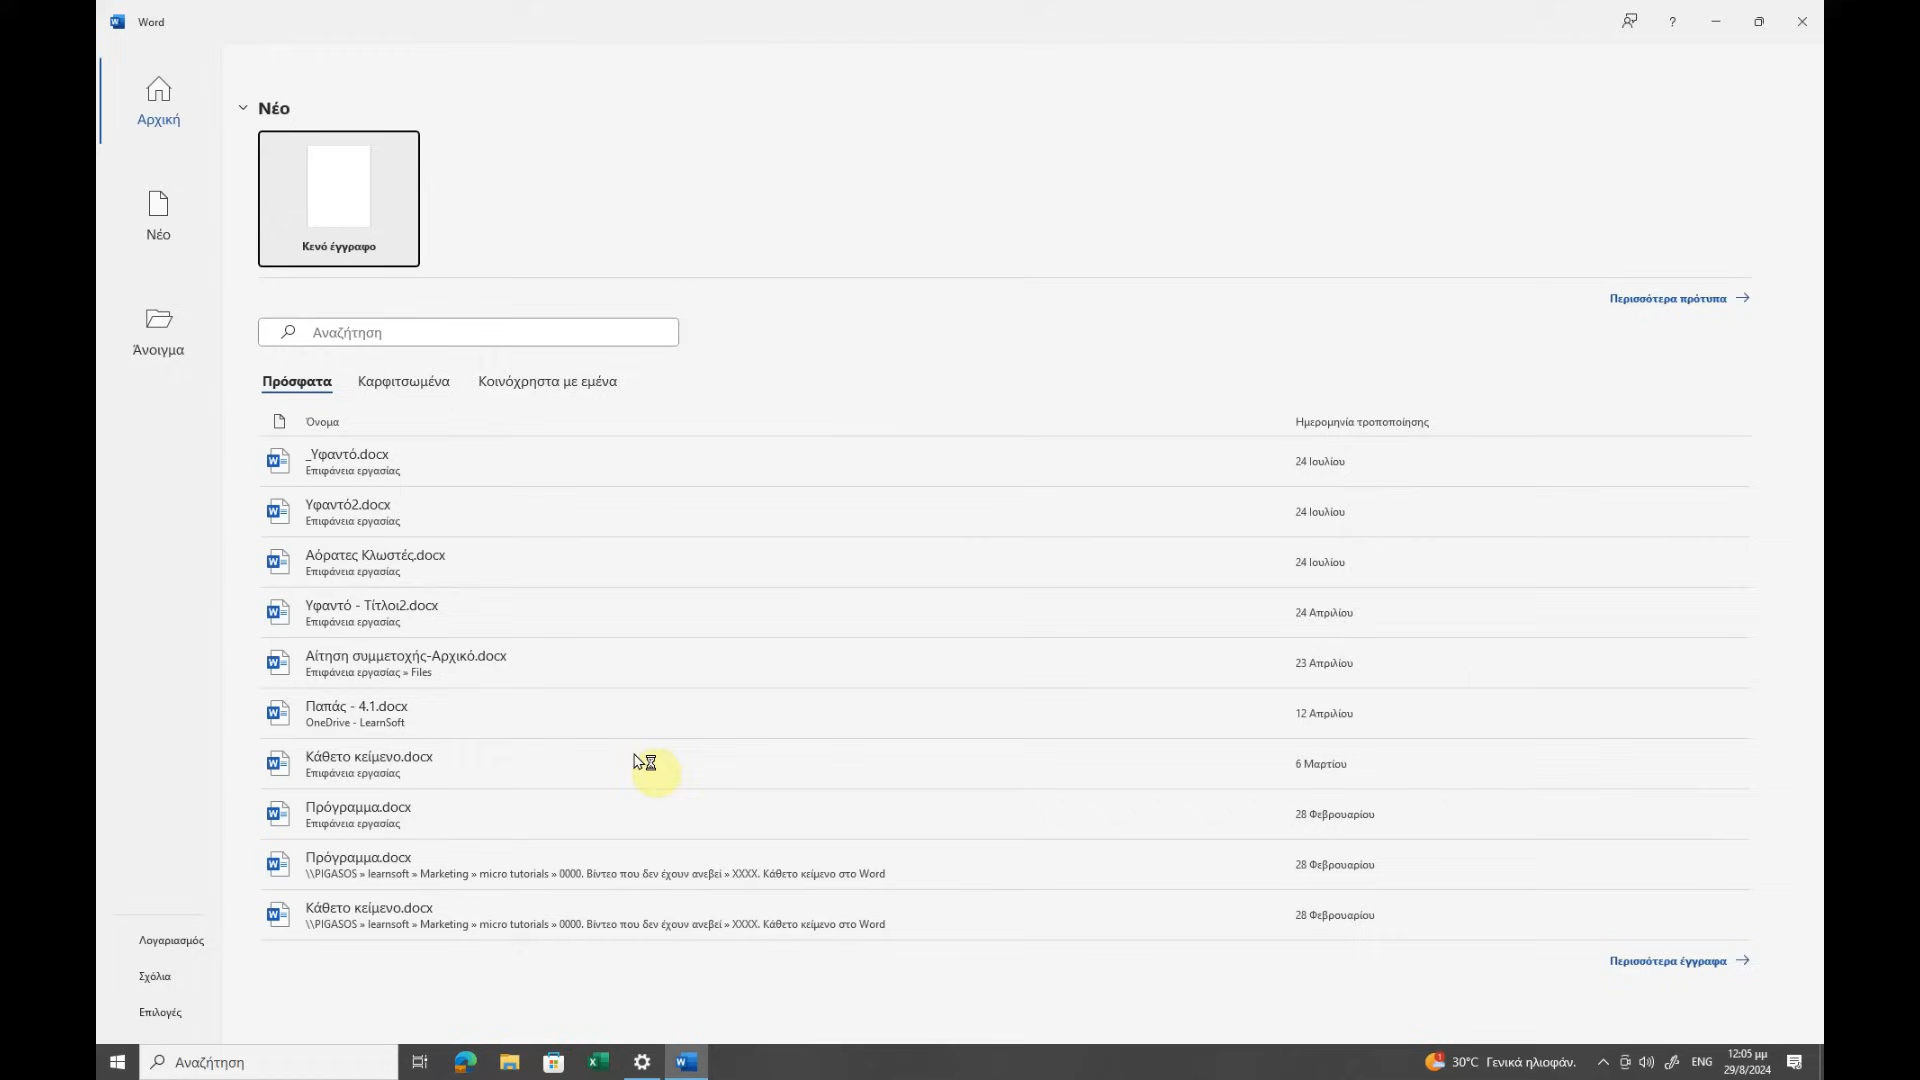 Word
?
Αρχική
Νέο
Άνοιγμα
Νέο
Κενό έγγραφο
Περισσότερα πρότυπα
Αναζήτηση
Πρόσφατα Καρφιτσωμένα Κοινόχρηστα με εμένα
Όνομα Ημερομηνία τροποποίησης
_Υφαντό.docx
Επιφάνεια εργασίας
24 Ιουλίου
Υφαντό2.docx
Επιφάνεια εργασίας
24 Ιουλίου
Αόρατες Κλωστές.docx
Επιφάνεια εργασίας
24 Ιουλίου
Υφαντό - Τίτλοι2.docx
Επιφάνεια εργασίας
24 Απριλίου
Αίτηση συμμετοχής-Αρχικό.docx
Επιφάνεια εργασίας » Files
23 Απριλίου
Παπάς - 4.1.docx
OneDrive - LearnSoft
12 Απριλίου
Κάθετο κείμενο.docx
Επιφάνεια εργασίας
6 Μαρτίου
Πρόγραμμα.docx
Επιφάνεια εργασίας
28 Φεβρουαρίου
Πρόγραμμα.docx
\\PIGASOS » learnsoft » Marketing » micro tutorials » 0000. Βίντεο που δεν έχουν ανεβεί » XXXX. Κάθετο κείμενο στο Word
28 Φεβρουαρίου
Κάθετο κείμενο.docx
\\PIGASOS » learnsoft » Marketing » micro tutorials » 0000. Βίντεο που δεν έχουν ανεβεί » XXXX. Κάθετο κείμενο στο Word
28 Φεβρουαρίου
Περισσότερα έγγραφα
Λογαριασμός
Σχόλια
Επιλογές
Αναζήτηση
1 30°C Γενικά ηλιοφάν.
ENG
12:05 μμ
29/8/2024